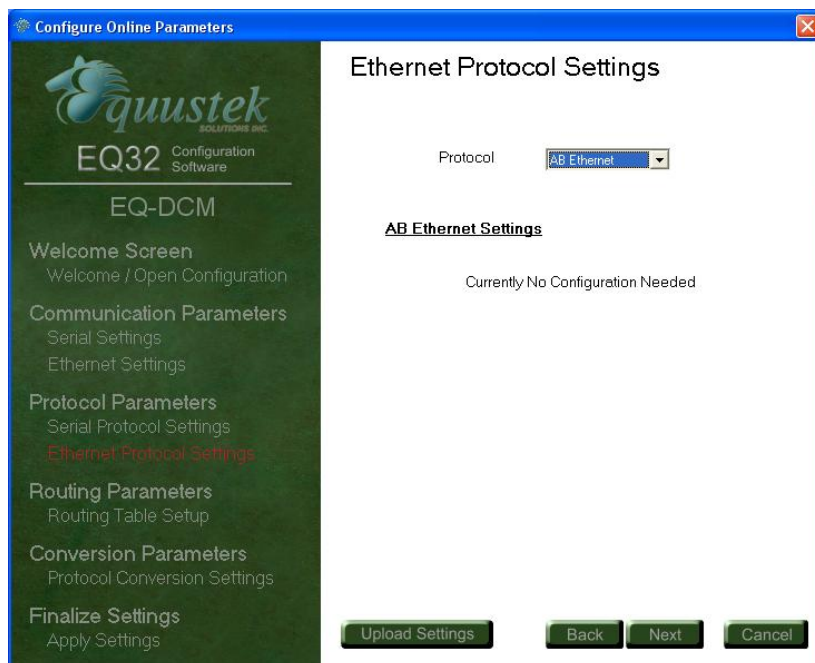 Configure Online Parameters
Equustek
SOLUTIONS INC.
EQ32 Configuration Software
EQ-DCM
Welcome Screen
Welcome / Open Configuration
Communication Parameters
Serial Settings
Ethernet Settings
Protocol Parameters
Serial Protocol Settings
Ethernet Protocol Settings
Routing Parameters
Routing Table Setup
Conversion Parameters
Protocol Conversion Settings
Finalize Settings
Apply Settings
Ethernet Protocol Settings
Protocol AB Ethernet
AB Ethernet Settings
Currently No Configuration Needed
Upload Settings Back Next Cancel